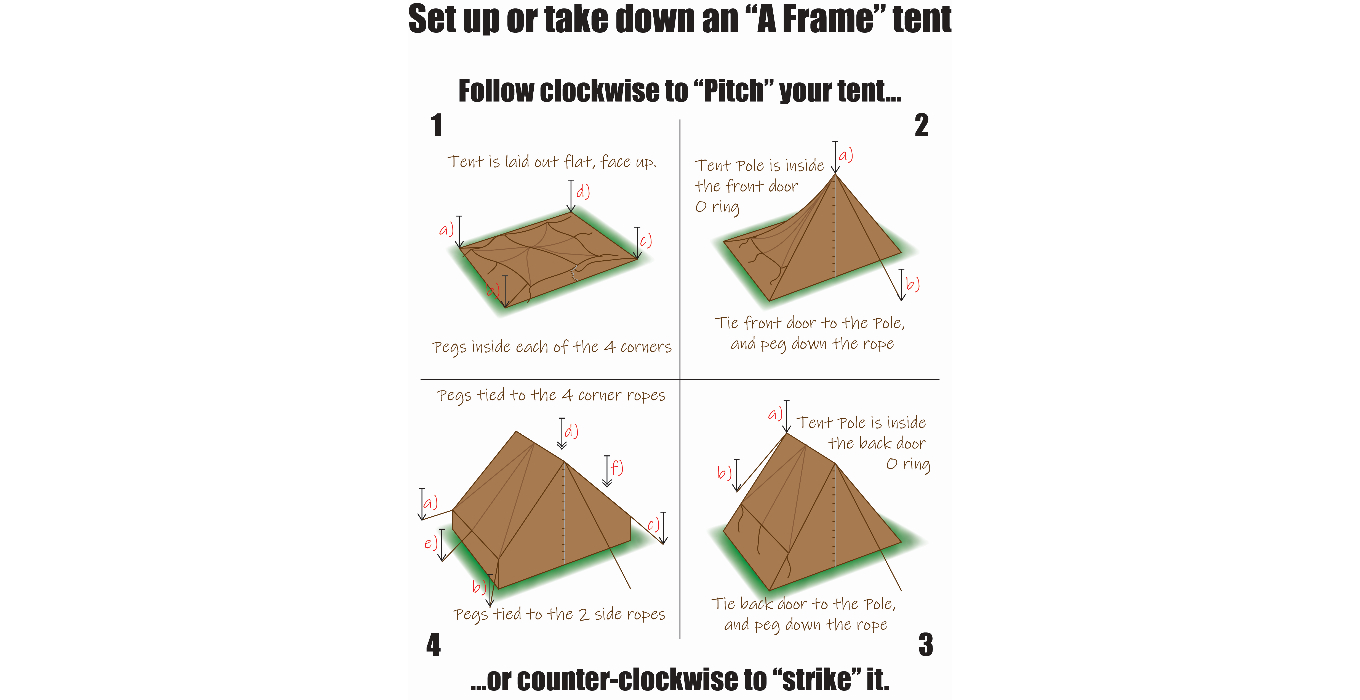 Set up or take down an “A Frame” tent
Follow clockwise to “Pitch” your tent...
1
Tent is laid out flat, face up.
a)
d)
c)
b)
Pegs inside each of the 4 corners
2
Tent Pole is inside
the front door
O ring
a)
b)
Tie front door to the Pole,
and peg down the rope
3
a)
Tent Pole is inside
the back door
O ring
b)
Tie back door to the Pole,
and peg down the rope
4
Pegs tied to the 4 corner ropes
d)
f)
a)
c)
e)
b)
Pegs tied to the 2 side ropes
...or counter-clockwise to “strike” it.